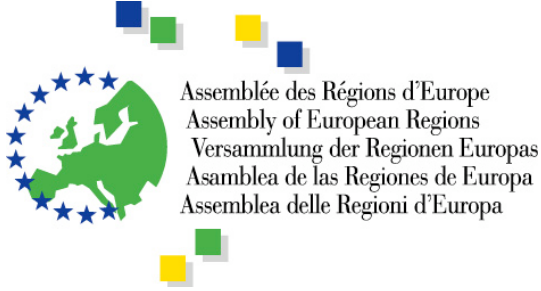 Assemblée des Régions d'Europe
Assembly of European Regions
Versammlung der Regionen Europas
Asamblea de las Regiones de Europa
Assemblea delle Regioni d'Europa